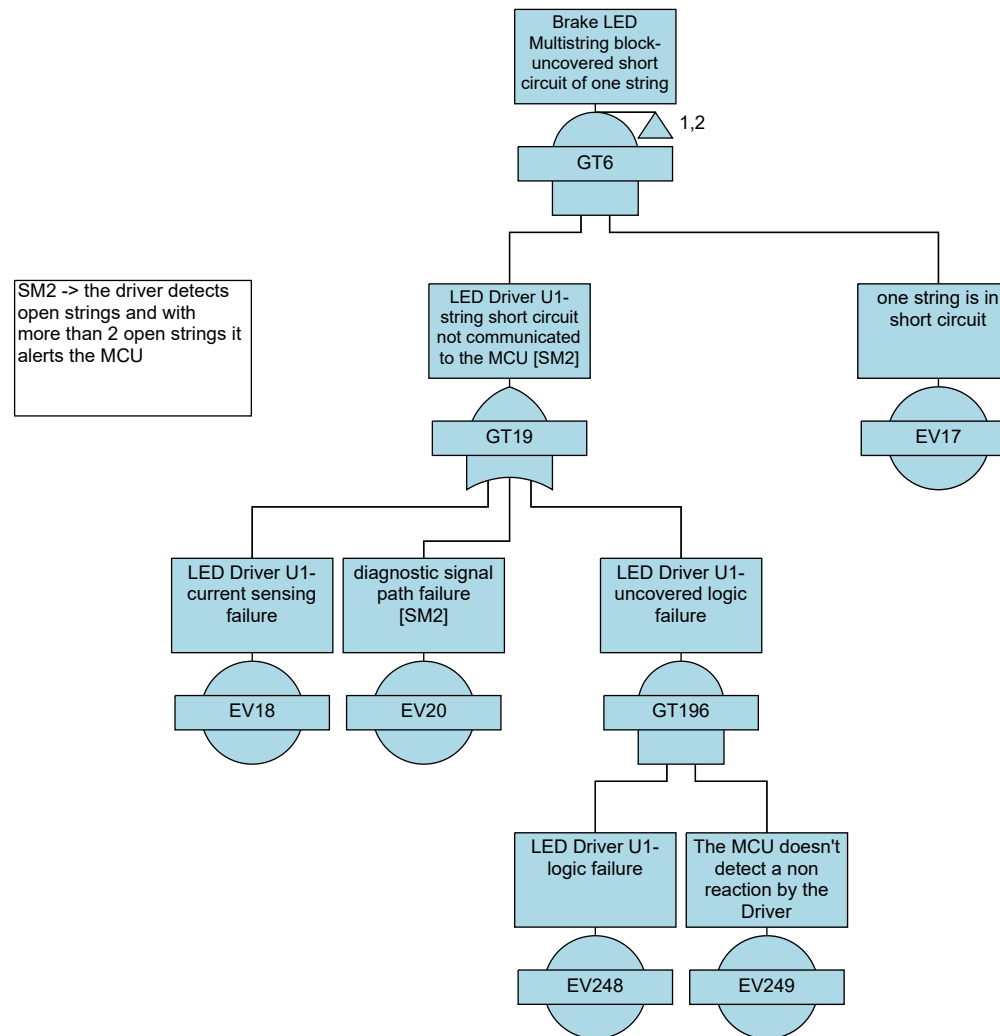 Brake LED
Multistring block-
uncovered short
circuit of one string
1,2
GT6
SM2 -> the driver detects
open strings and with
more than 2 open strings it
alerts the MCU
LED Driver U1-
string short circuit
not communicated
to the MCU [SM2]
one string is in
short circuit
GT19
EV17
LED Driver U1-
current sensing
failure
diagnostic signal
path failure
[SM2]
LED Driver U1-
uncovered logic
failure
EV18
EV20
GT196
LED Driver U1-
logic failure
The MCU doesn't
detect a non
reaction by the
Driver
EV248
EV249